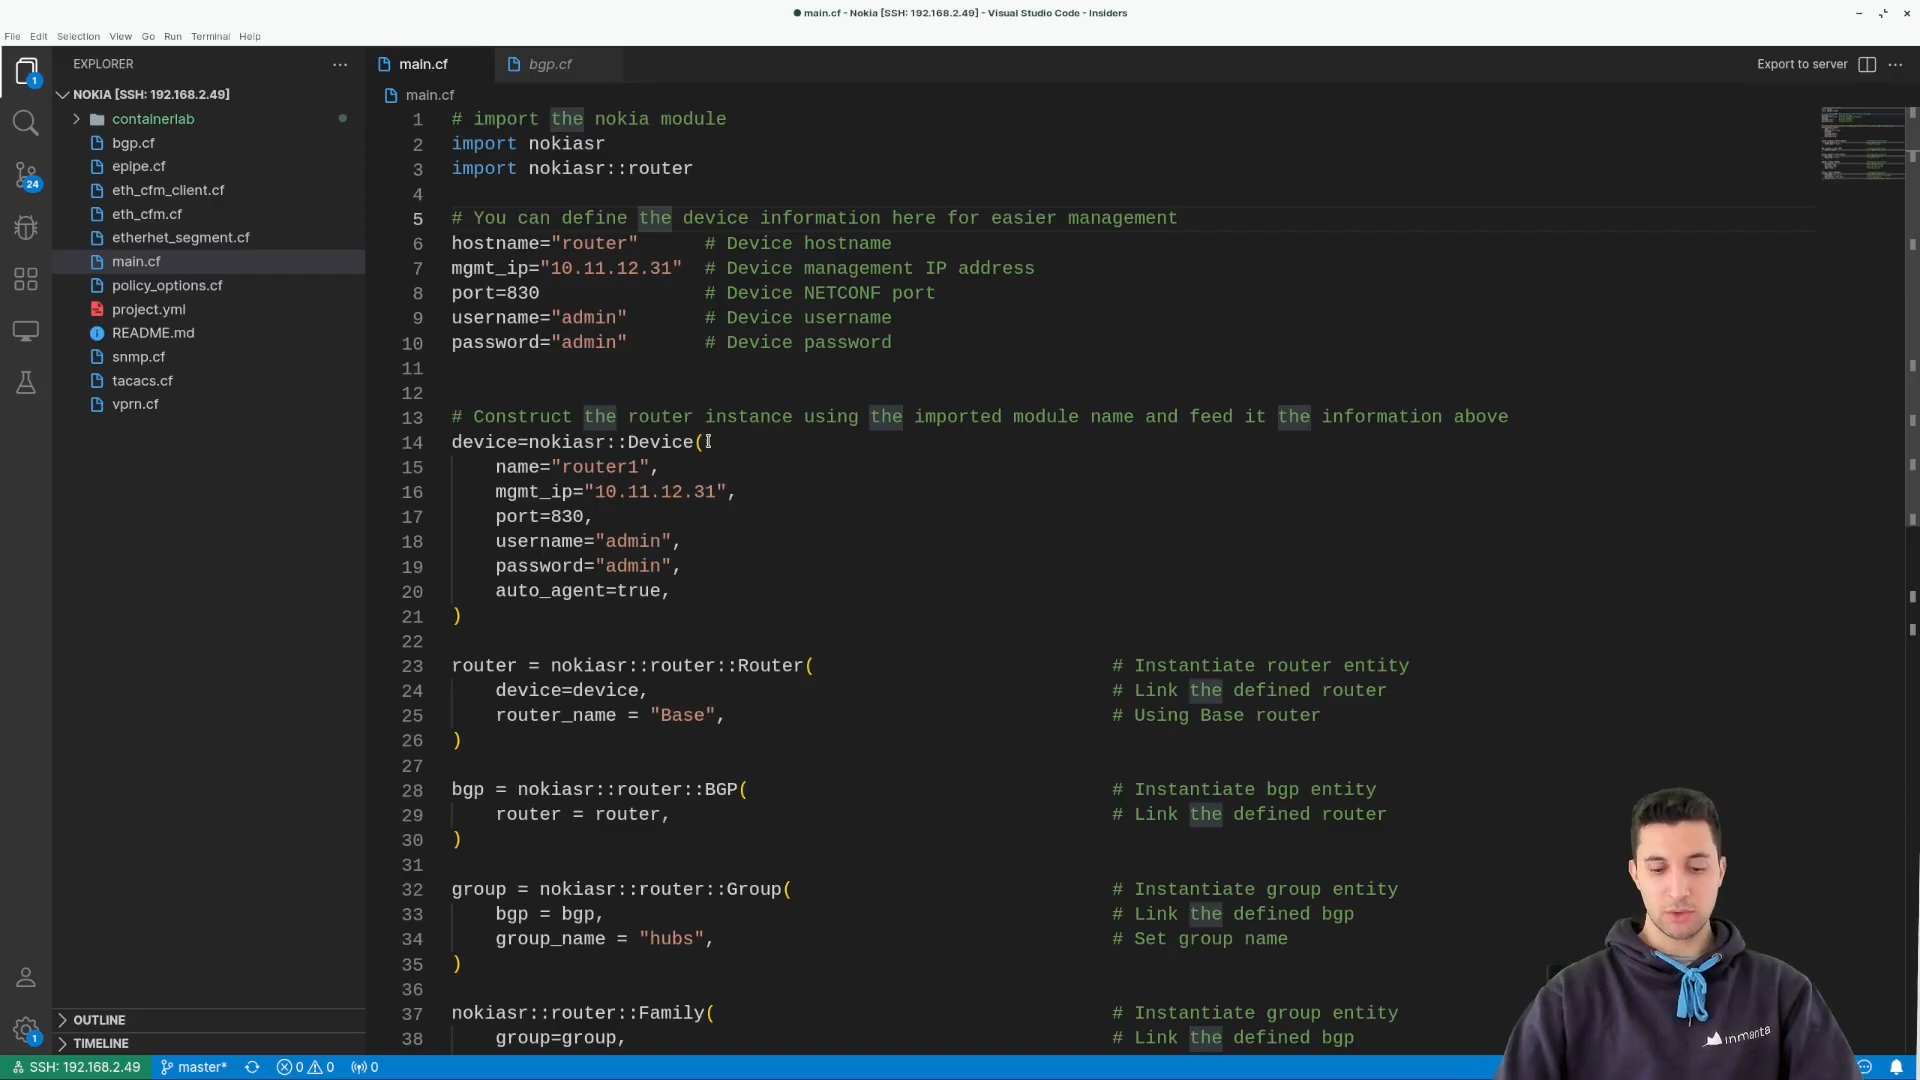 main.cf - Nokia [SSH: 192.168.2.49] - Visual Studio Code - Insiders
File Edit Selection View Go Run Terminal Help
EXPLORER
main.cf
bgp.cf
Export to server
NOKIA [SSH: 192.168.2.49]
containerlab
bgp.cf
epipe.cf
eth_cfm_client.cf
eth_cfm.cf
etherhet_segment.cf
main.cf
policy_options.cf
project.yml
README.md
snmp.cf
tacacs.cf
vprn.cf
OUTLINE
TIMELINE
1
24
1
main.cf
1 # import the nokia module
2 import nokiasr
3 import nokiasr::router
4
5 # You can define the device information here for easier management
6 hostname="router" # Device hostname
7 mgmt_ip="10.11.12.31" # Device management IP address
8 port=830 # Device NETCONF port
9 username="admin" # Device username
10 password="admin" # Device password
11
12
13 # Construct the router instance using the imported module name and feed it the information above
14 device=nokiasr::Device(
15 name="router1",
16 mgmt_ip="10.11.12.31",
17 port=830,
18 username="admin",
19 password="admin",
20 auto_agent=true,
21 )
22
23 router = nokiasr::router::Router( # Instantiate router entity
24 device=device, # Link the defined router
25 router_name = "Base", # Using Base router
26 )
27
28 bgp = nokiasr::router::BGP( # Instantiate bgp entity
29 router = router, # Link the defined router
30 )
31
32 group = nokiasr::router::Group( # Instantiate group entity
33 bgp = bgp, # Link the defined bgp
34 group_name = "hubs", # Set group name
35 )
36
37 nokiasr::router::Family( # Instantiate group entity
38 group=group, # Link the defined bgp
inmanta
SSH: 192.168.2.49 master* 0 0 0